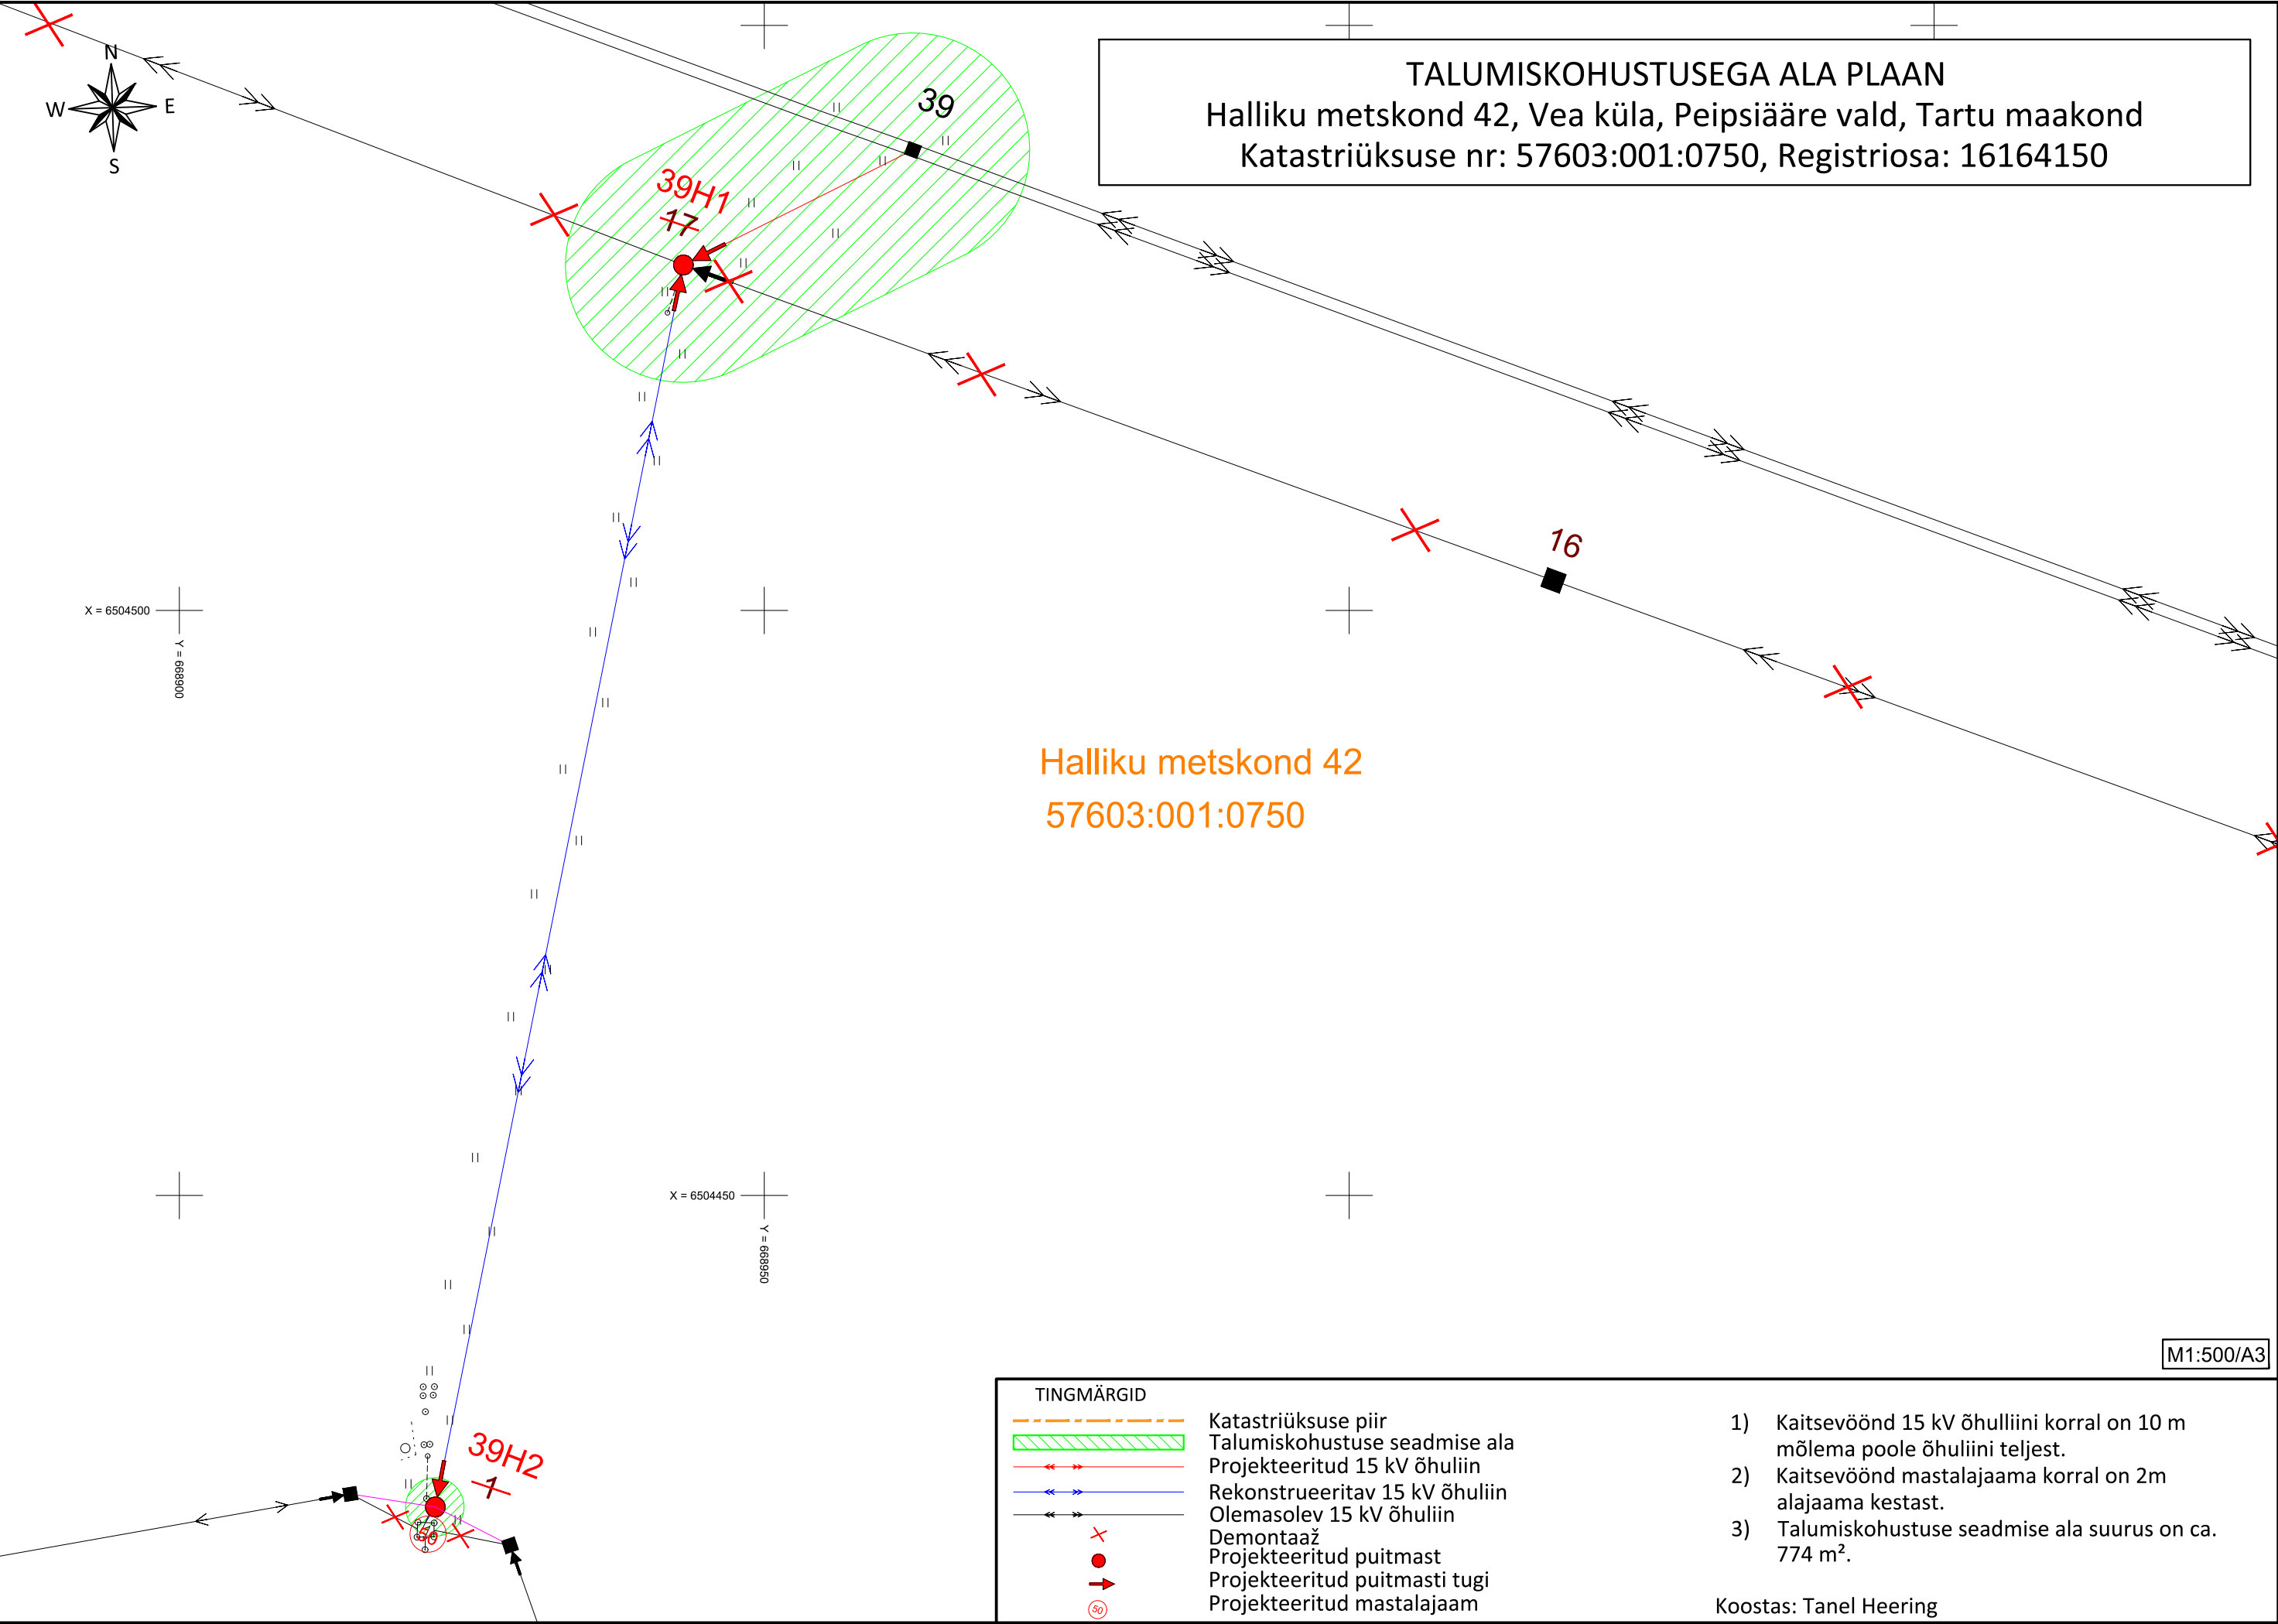 TALUMISKOHUSTUSEGA ALA PLAAN
Halliku metskond 42, Vea küla, Peipsiääre vald, Tartu maakond
Katastriüksuse nr: 57603:001:0750, Registriosa: 16164150
N
W
E
S
39
39H1
17
16
X = 6504500
Y = 668900
Halliku metskond 42
57603:001:0750
X = 6504450
Y = 668950
39H2
1
50
M1:500/A3
TINGMÄRGID
Katastriüksuse piir
Talumiskohustuse seadmise ala
Projekteeritud 15 kV õhuliin
Rekonstrueeritav 15 kV õhuliin
Olemasolev 15 kV õhuliin
Demontaaž
Projekteeritud puitmast
Projekteeritud puitmasti tugi
50
Projekteeritud mastalajaam
1) Kaitsevöönd 15 kV õhulliini korral on 10 m
mõlema poole õhuliini teljest.
2) Kaitsevöönd mastalajaama korral on 2m
alajaama kestast.
3) Talumiskohustuse seadmise ala suurus on ca.
774 m².
Koostas: Tanel Heering